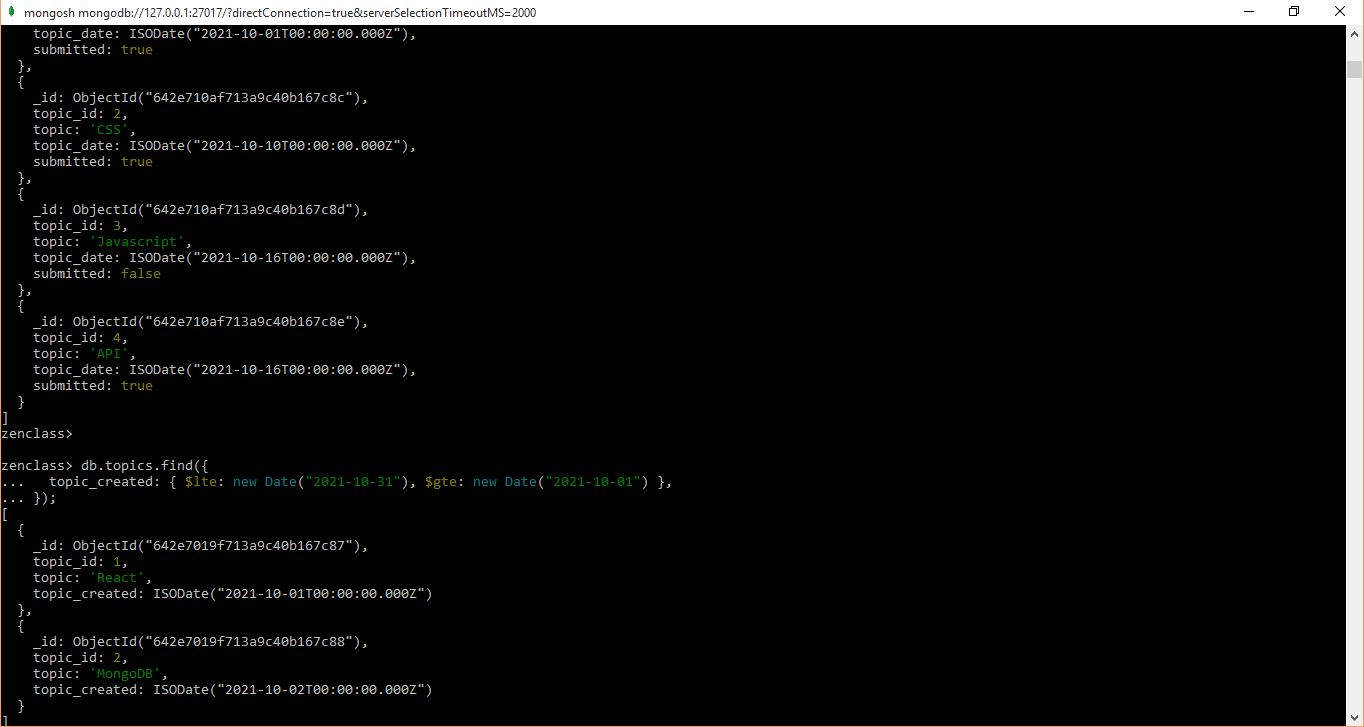 mongosh mongodb://127.0.0.1:27017/?directConnection=true&serverSelectionTimeoutMS=2000
    topic_date: ISODate("2021-10-01T00:00:00.000Z"),
    submitted: true
  },
  {
    _id: ObjectId("642e710af713a9c40b167c8c"),
    topic_id: 2,
    topic: 'CSS',
    topic_date: ISODate("2021-10-10T00:00:00.000Z"),
    submitted: true
  },
  {
    _id: ObjectId("642e710af713a9c40b167c8d"),
    topic_id: 3,
    topic: 'Javascript',
    topic_date: ISODate("2021-10-16T00:00:00.000Z"),
    submitted: false
  },
  {
    _id: ObjectId("642e710af713a9c40b167c8e"),
    topic_id: 4,
    topic: 'API',
    topic_date: ISODate("2021-10-16T00:00:00.000Z"),
    submitted: true
  }
]
zenclass>
zenclass> db.topics.find({
...   topic_created: { $lte: new Date("2021-10-31"), $gte: new Date("2021-10-01") },
... });
[
  {
    _id: ObjectId("642e7019f713a9c40b167c87"),
    topic_id: 1,
    topic: 'React',
    topic_created: ISODate("2021-10-01T00:00:00.000Z")
  },
  {
    _id: ObjectId("642e7019f713a9c40b167c88"),
    topic_id: 2,
    topic: 'MongoDB',
    topic_created: ISODate("2021-10-02T00:00:00.000Z")
  }
]